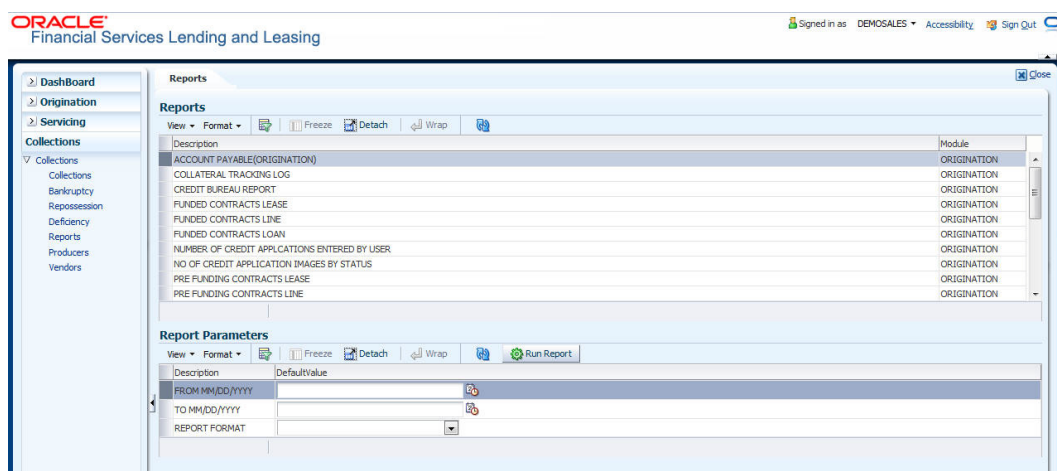 ORACLE®
Financial Services Lending and Leasing
Signed in as DEMOSALES Accessibility Sign Out
DashBoard
Origination
Servicing
Collections
Collections
Collections
Bankruptcy
Repossession
Deficiency
Reports
Producers
Vendors
Reports
Close
Reports
View Format Freeze Detach Wrap
Description Module
ACCOUNT PAYABLE(ORIGINATION) ORIGINATION
COLLATERAL TRACKING LOG ORIGINATION
CREDIT BUREAU REPORT ORIGINATION
FUNDED CONTRACTS LEASE ORIGINATION
FUNDED CONTRACTS LINE ORIGINATION
FUNDED CONTRACTS LOAN ORIGINATION
NUMBER OF CREDIT APPLCATIONS ENTERED BY USER ORIGINATION
NO OF CREDIT APPLICATION IMAGES BY STATUS ORIGINATION
PRE FUNDING CONTRACTS LEASE ORIGINATION
PRE FUNDING CONTRACTS LINE ORIGINATION
Report Parameters
View Format Freeze Detach Wrap Run Report
Description DefaultValue
FROM MM/DD/YYYY
TO MM/DD/YYYY
REPORT FORMAT